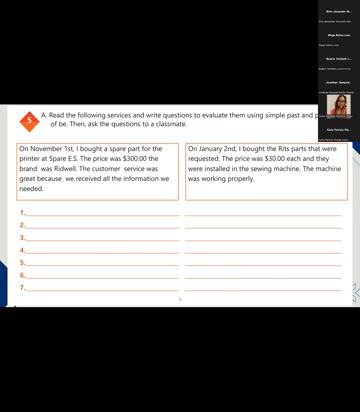 5
A. Read the following services and write questions to evaluate them using simple past and p
of be. Then, ask the questions to a classmate.
On November 1st, I bought a spare part for the
printer at Spare E.S. The price was $300.00 the
brand was Ridwell. The customer service was
great because we received all the information we
needed.
On January 2nd, I bought the Rits parts that were
requested. The price was $30.00 each and they
were installed in the sewing machine. The machine
was working properly.
1.
2.
3.
4.
5.
6.
7.